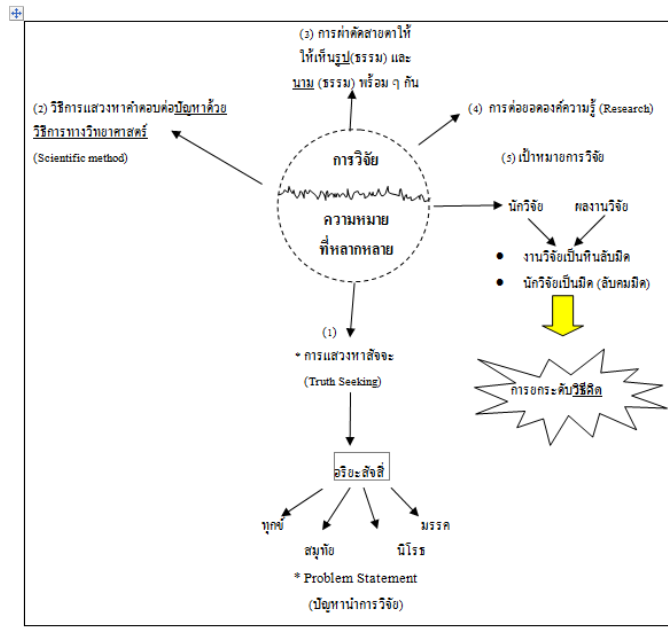 (3) การผ่าตัดสายตาให้
ให้เห็นรูป(ธรรม) และ
นาม (ธรรม) พร้อม ๆ กัน
(2) วิธีการแสวงหาคำตอบต่อปัญหาด้วย
วิธีการทางวิทยาศาสตร์
(Scientific method)
(4) การต่อยอดองค์ความรู้ (Research)
การวิจัย
ความหมาย
ที่หลากหลาย
(5) เป้าหมายการวิจัย
นักวิจัย ผลงานวิจัย
● งานวิจัยเป็นหินลับมีด
● นักวิจัยเป็นมีด (ลับคมมีด)
การยกระดับวิธีคิด
(1)
* การแสวงหาสัจจะ
(Truth Seeking)
อริยะสัจสี่
ทุกข์ มรรค
สมุทัย นิโรธ
* Problem Statement
(ปัญหานำการวิจัย)